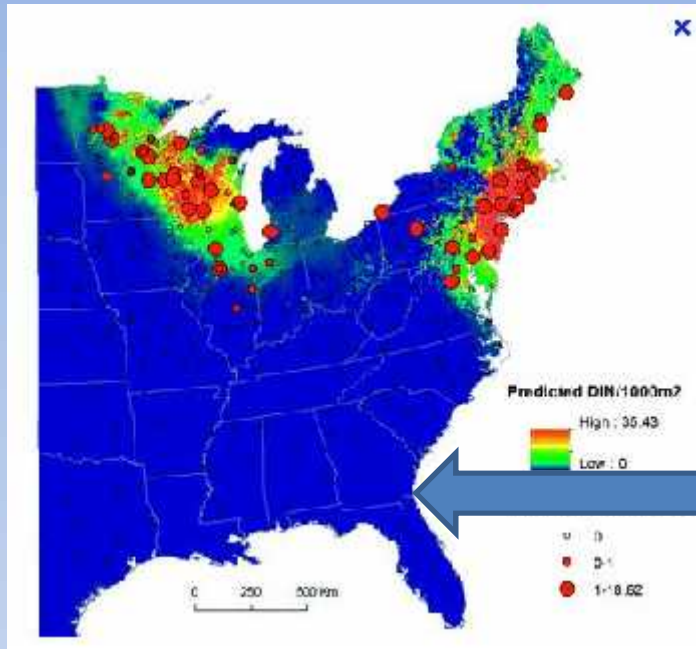 Predicted DIN/1000m2
High : 35.43
Low : 0
0
0-1
1-18.62
0 250 500 Km